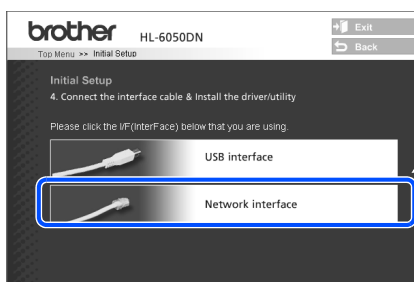 brother HL-6050DN
Exit
Back
Top Menu >> Initial Setup
Initial Setup
4. Connect the interface cable & Install the driver/utility
Please click the I/F(InterFace) below that you are using.
USB interface
Network interface